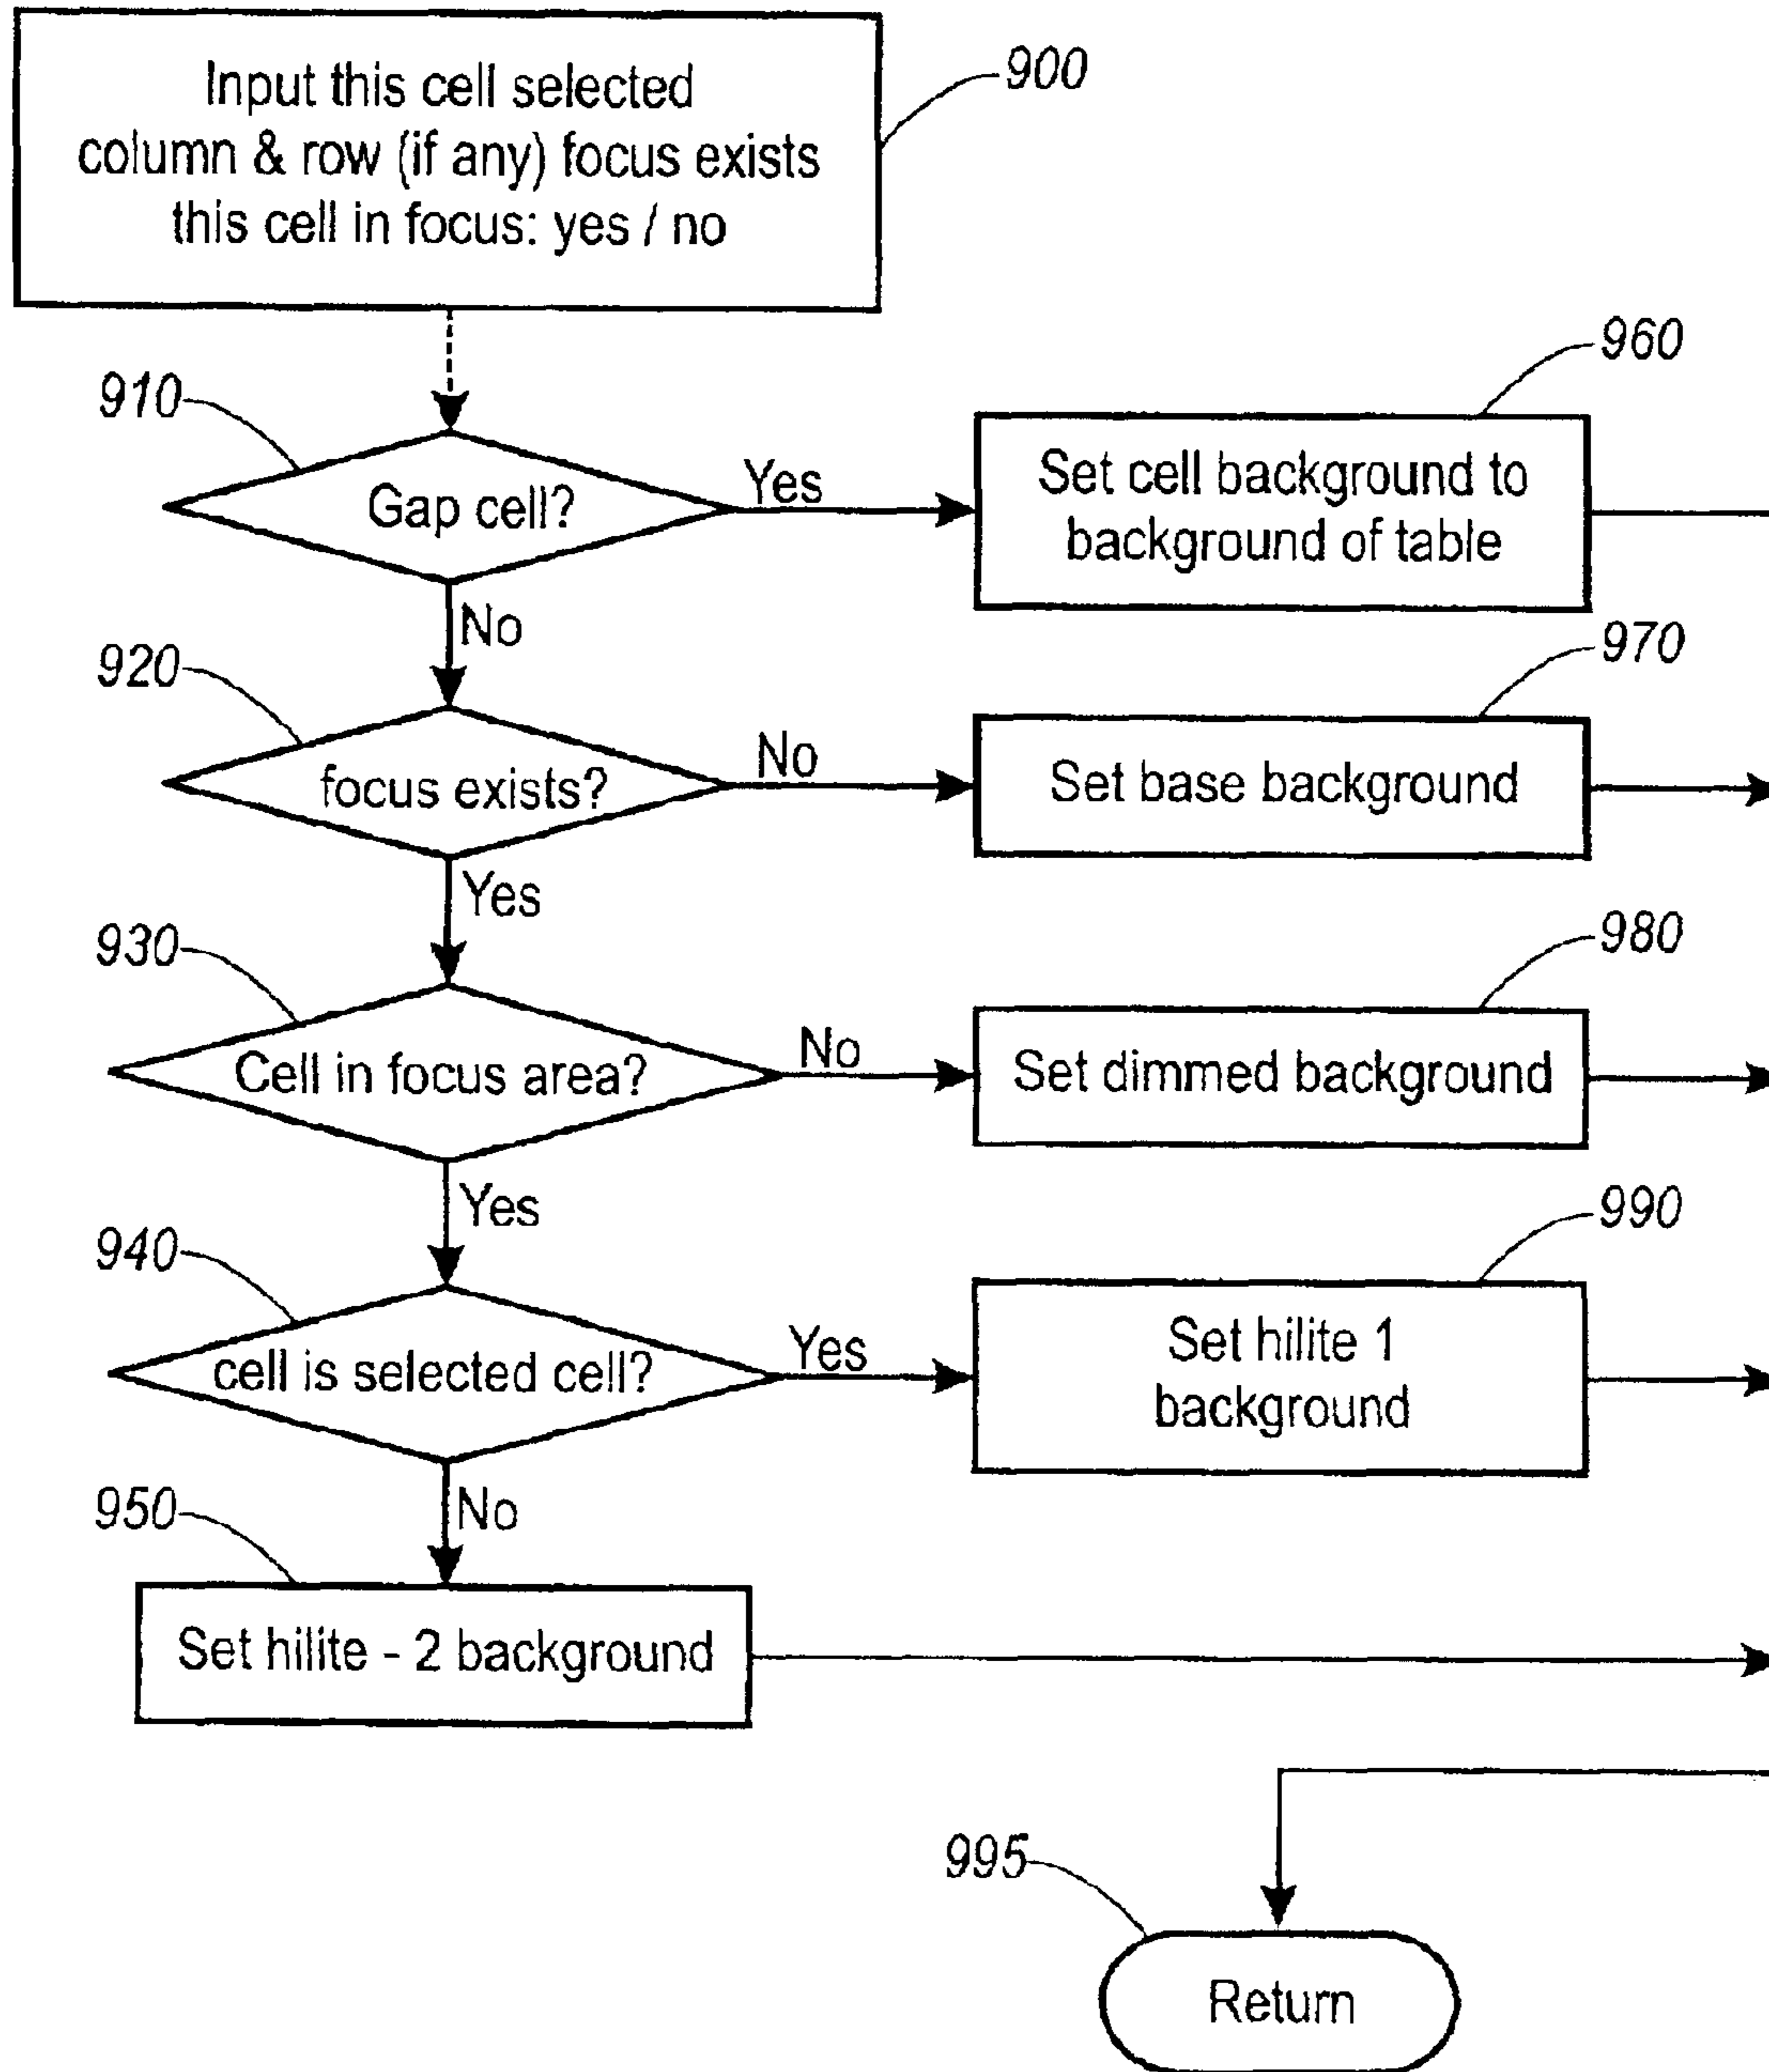 Input this cell selected
column & row (if any) focus exists
this cell in focus: yes / no
900
910
Gap cell?
Yes
960
Set cell background to
background of table
No
920
focus exists?
No
970
Set base background
Yes
930
Cell in focus area?
No
980
Set dimmed background
Yes
940
cell is selected cell?
Yes
990
Set hilite 1
background
No
950
Set hilite - 2 background
995
Return